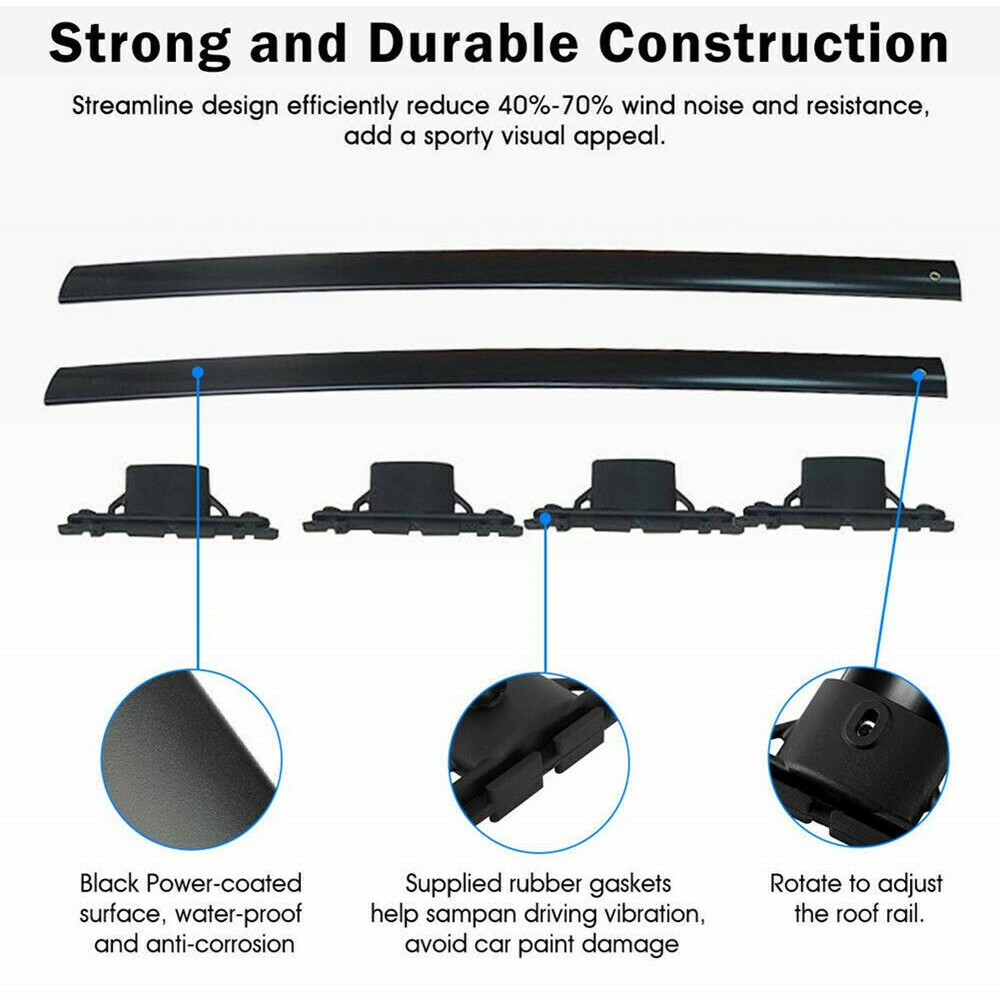 Strong and Durable Construction
Streamline design efficiently reduce 40%-70% wind noise and resistance,
add a sporty visual appeal.
Black Power-coated
surface, water-proof
and anti-corrosion
Supplied rubber gaskets
help sampan driving vibration,
avoid car paint damage
Rotate to adjust
the roof rail.